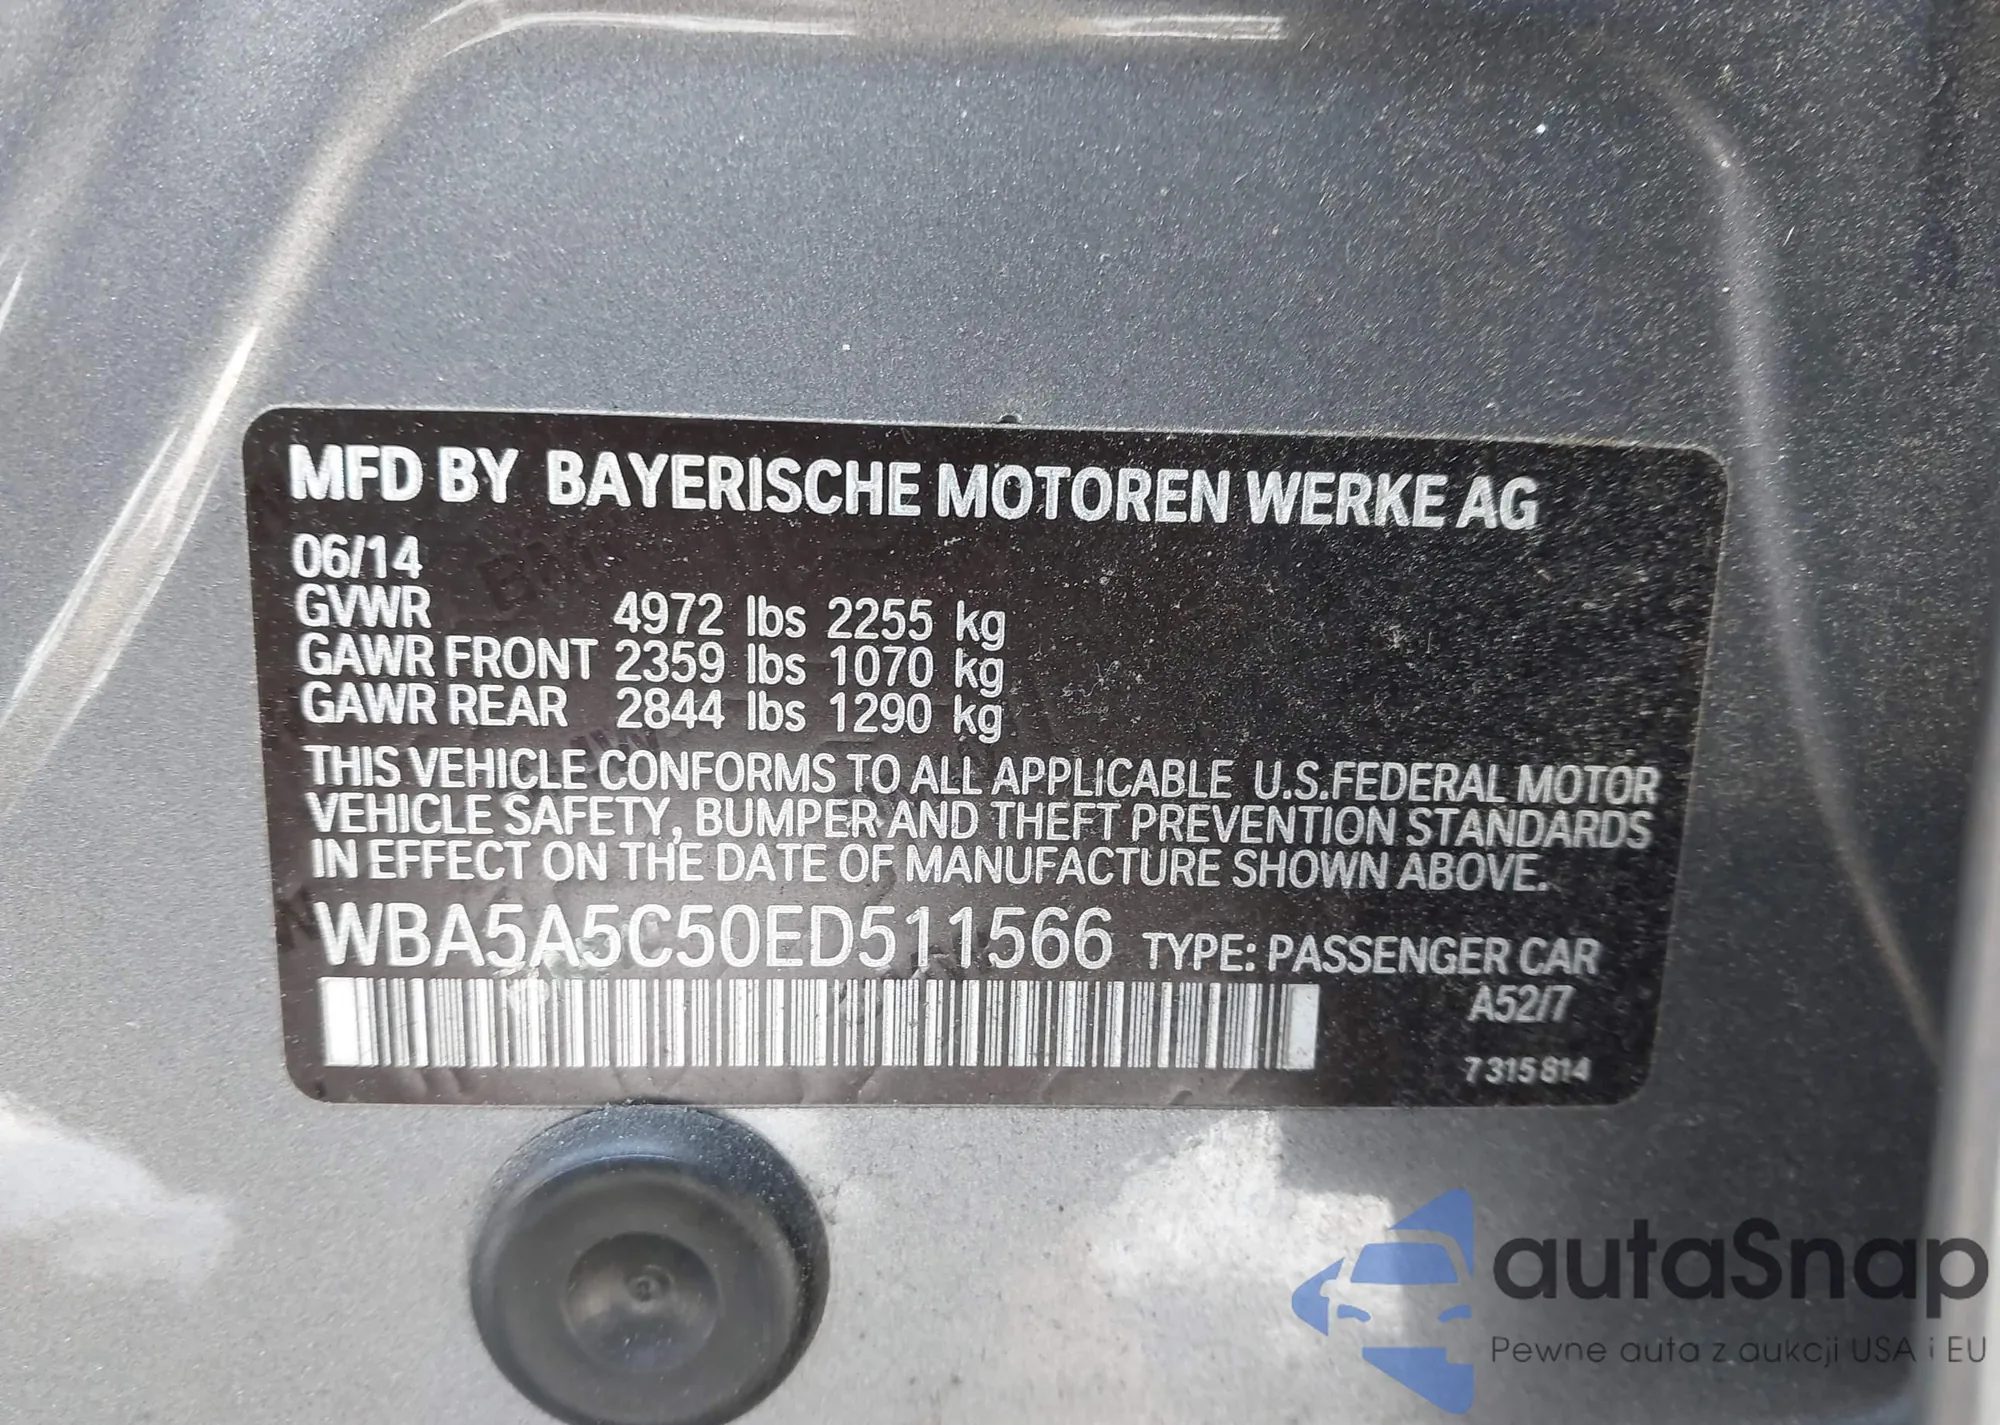 MFD BY BAYERISCHE MOTOREN WERKE AG
06/14
GVWR 4972 lbs 2255 kg
GAWR FRONT 2359 lbs 1070 kg
GAWR REAR 2844 lbs 1290 kg
THIS VEHICLE CONFORMS TO ALL APPLICABLE U.S.FEDERAL MOTOR
VEHICLE SAFETY, BUMPER AND THEFT PREVENTION STANDARDS
IN EFFECT ON THE DATE OF MANUFACTURE SHOWN ABOVE.
WBA5A5C50ED511566 TYPE: PASSENGER CAR
A52/7
7 315 814
autaSnap
Pewne auta z aukcji USA i EU